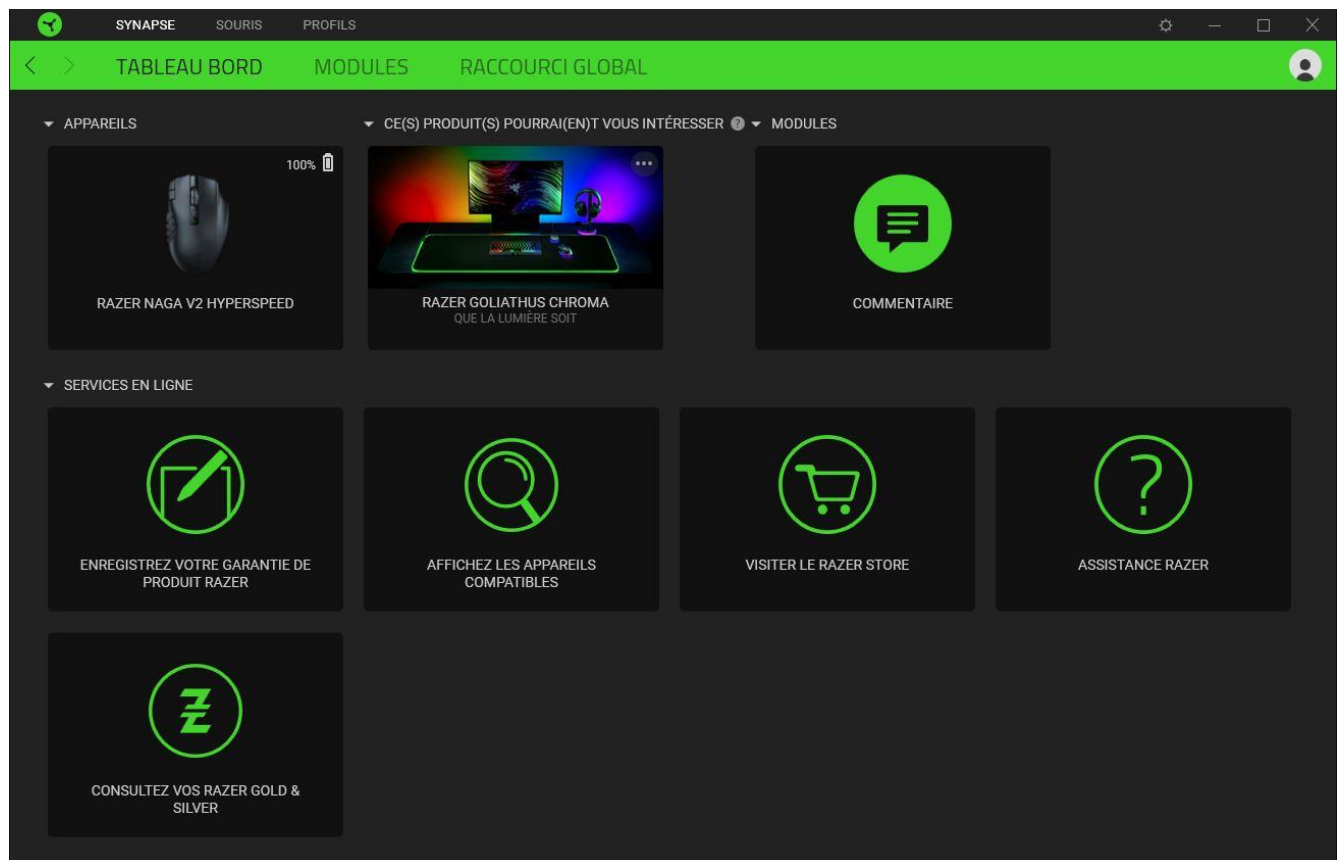 SYNAPSE SOURIS PROFILS
TABLEAU BORD MODULES RACCOURCI GLOBAL
APPAREILS
100%
RAZER NAGA V2 HYPERSPEED
CE(S) PRODUIT(S) POURRAI(EN)T VOUS INTÉRESSER ?
RAZER GOLIATHUS CHROMA
QUE LA LUMIÈRE SOIT
MODULES
COMMENTAIRE
SERVICES EN LIGNE
ENREGISTREZ VOTRE GARANTIE DE
PRODUIT RAZER
AFFICHEZ LES APPAREILS
COMPATIBLES
VISITER LE RAZER STORE
?
ASSISTANCE RAZER
CONSULTEZ VOS RAZER GOLD &
SILVER